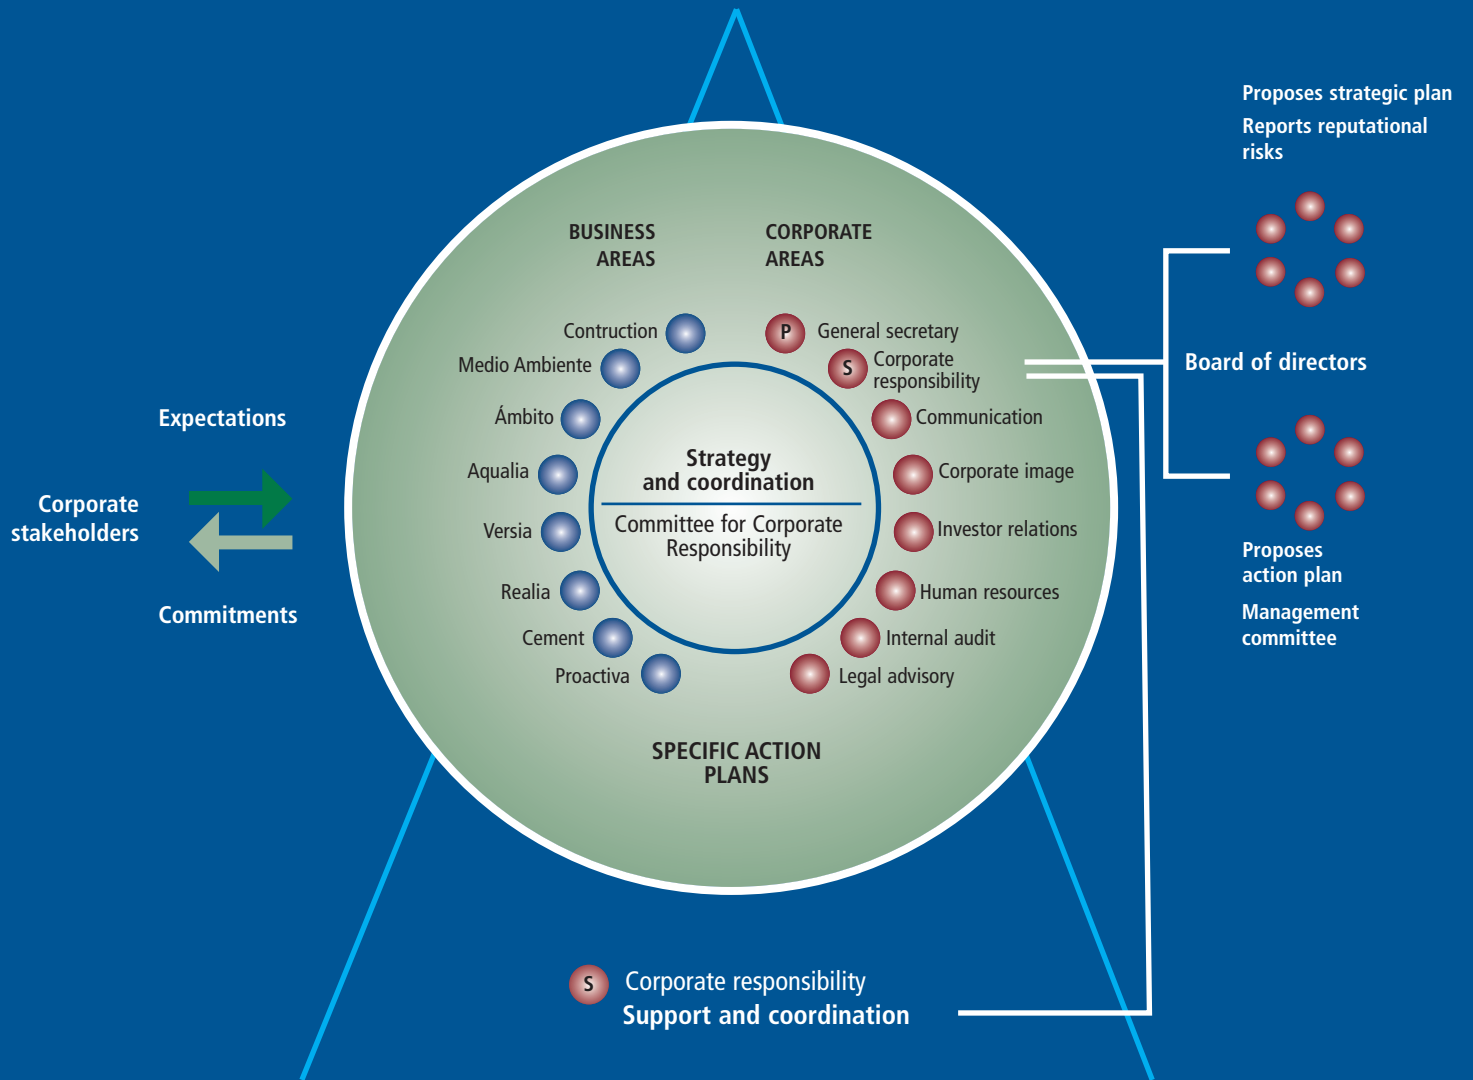 Proposes strategic plan
Reports reputational
risks
BUSINESS
AREAS
CORPORATE
AREAS
Contruction
Medio Ambiente
Ámbito
Aqualia
Versia
Realia
Cement
Proactiva
P
General secretary
S
Corporate
responsibility
Communication
Corporate image
Investor relations
Human resources
Internal audit
Legal advisory
Strategy
and coordination
Committee for Corporate
Responsibility
SPECIFIC ACTION
PLANS
Expectations
Corporate
stakeholders
Commitments
Board of directors
Proposes
action plan
Management
committee
S
Corporate responsibility
Support and coordination